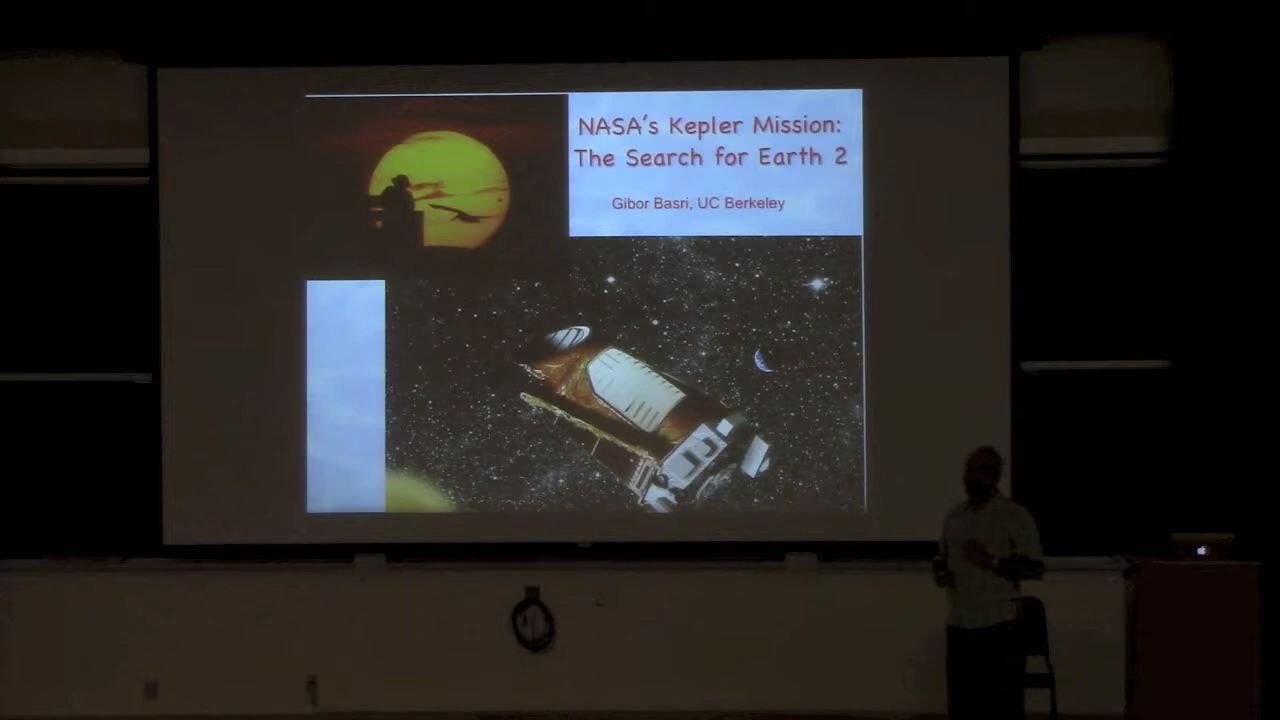 NASA's Kepler Mission:
The Search for Earth 2
Gibor Basri, UC Berkeley